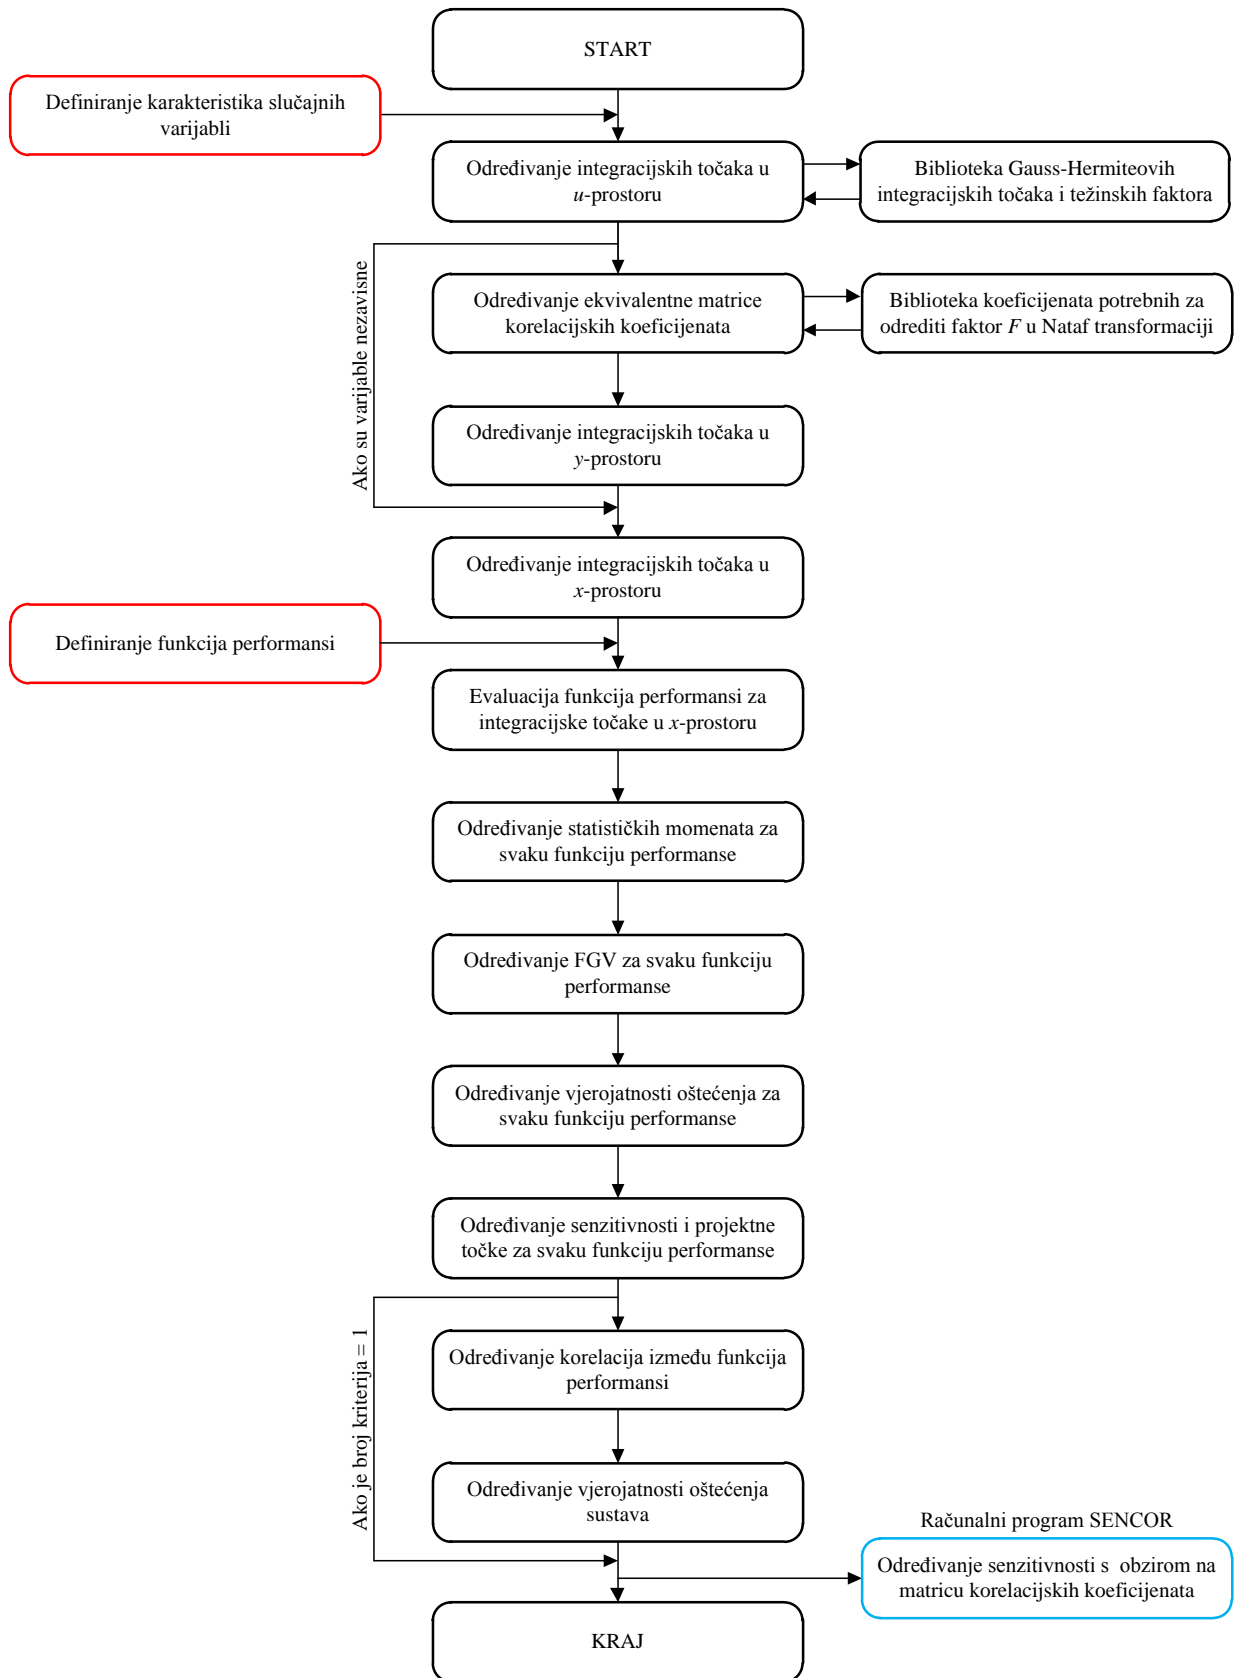 START
Definiranje karakteristika slučajnih
varijabli
Određivanje integracijskih točaka u
u-prostoru
Biblioteka Gauss-Hermiteovih
integracijskih točaka i težinskih faktora
Ako su varijable nezavisne
Određivanje ekvivalentne matrice
korelacijskih koeficijenata
Biblioteka koeficijenata potrebnih za
odrediti faktor F u Nataf transformaciji
Određivanje integracijskih točaka u
y-prostoru
Određivanje integracijskih točaka u
x-prostoru
Definiranje funkcija performansi
Evaluacija funkcija performansi za
integracijske točake u x-prostoru
Određivanje statističkih momenata za
svaku funkciju performanse
Određivanje FGV za svaku funkciju
performanse
Određivanje vjerojatnosti oštećenja za
svaku funkciju performanse
Određivanje senzitivnosti i projektne
točke za svaku funkciju performanse
Ako je broj kriterija = 1
Određivanje korelacija između funkcija
performansi
Određivanje vjerojatnosti oštećenja
sustava
Računalni program SENCOR
Određivanje senzitivnosti s  obzirom na
matricu korelacijskih koeficijenata
KRAJ